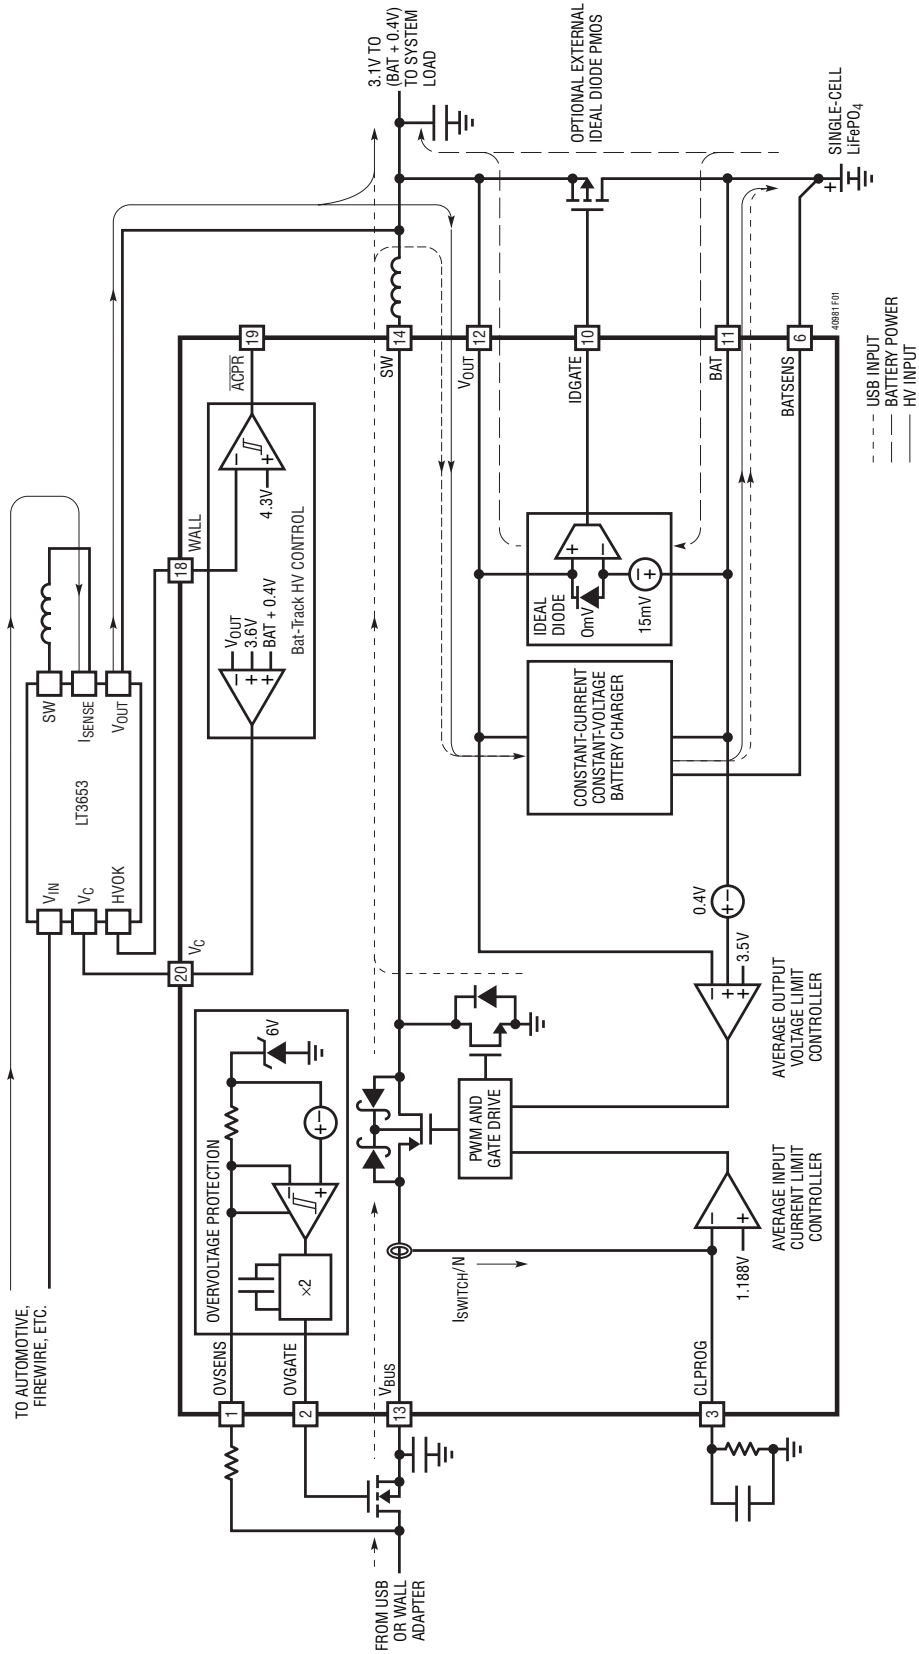 TO AUTOMOTIVE,
FIREWIRE, ETC.
VIN
VC
HVOK
LT3653
SW
ISENSE
VOUT
20
VC
18
WALL
VOUT
3.6V
BAT + 0.4V
4.3V
Bat-Track HV CONTROL
ACPR
19
OVERVOLTAGE PROTECTION
6V
×2
OVSENS
1
OVGATE
2
VBUS
13
FROM USB
OR WALL
ADAPTER
ISWITCH/N
PWM AND
GATE DRIVE
SW
14
3.1V TO
(BAT + 0.4V)
TO SYSTEM
LOAD
VOUT
12
IDEAL
DIODE
0mV
15mV
IDGATE
10
OPTIONAL EXTERNAL
IDEAL DIODE PMOS
CONSTANT-CURRENT
CONSTANT-VOLTAGE
BATTERY CHARGER
BAT
11
BATSENS
6
SINGLE-CELL
LiFePO4
0.4V
3.5V
AVERAGE OUTPUT
VOLTAGE LIMIT
CONTROLLER
CLPROG
3
1.188V
AVERAGE INPUT
CURRENT LIMIT
CONTROLLER
40981 F01
USB INPUT
BATTERY POWER
HV INPUT